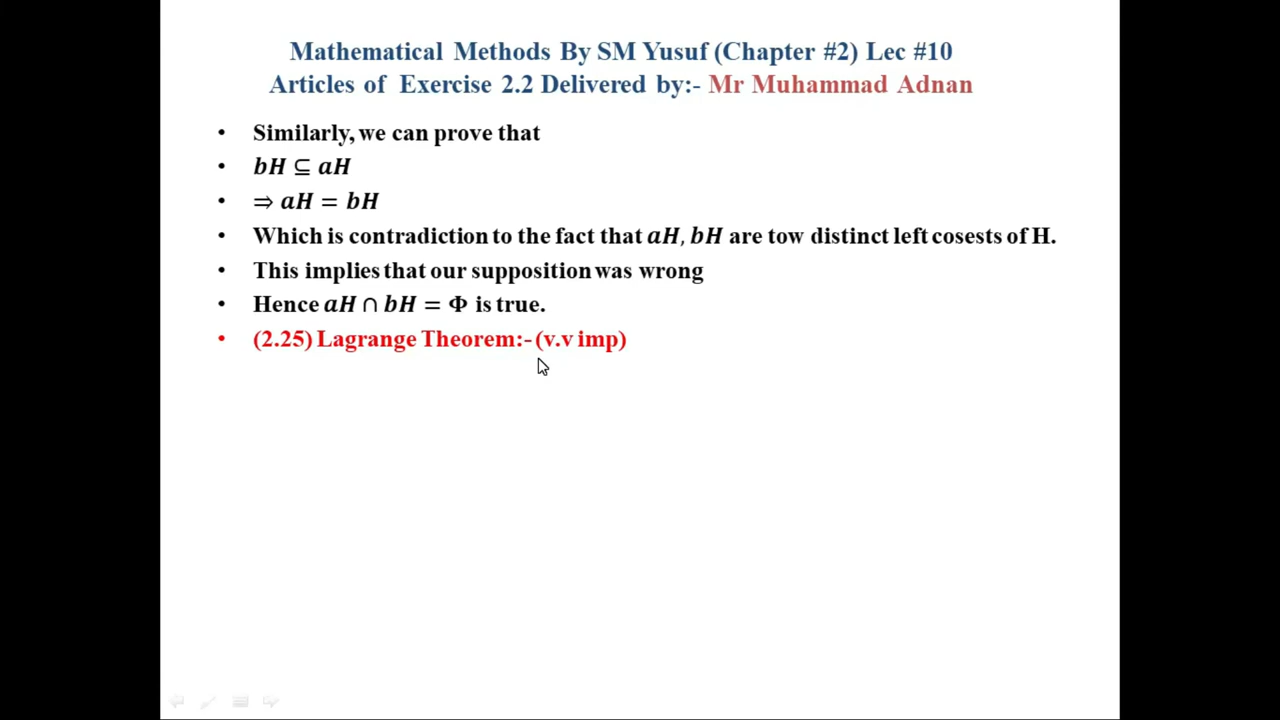 Mathematical Methods By SM Yusuf (Chapter #2) Lec #10
Articles of Exercise 2.2 Delivered by:- Mr Muhammad Adnan
• Similarly, we can prove that
• bH ⊆ aH
• ⇒ aH = bH
• Which is contradiction to the fact that aH, bH are tow distinct left cosests of H.
• This implies that our supposition was wrong
• Hence aH ∩ bH = Φ is true.
• (2.25) Lagrange Theorem:- (v.v imp)